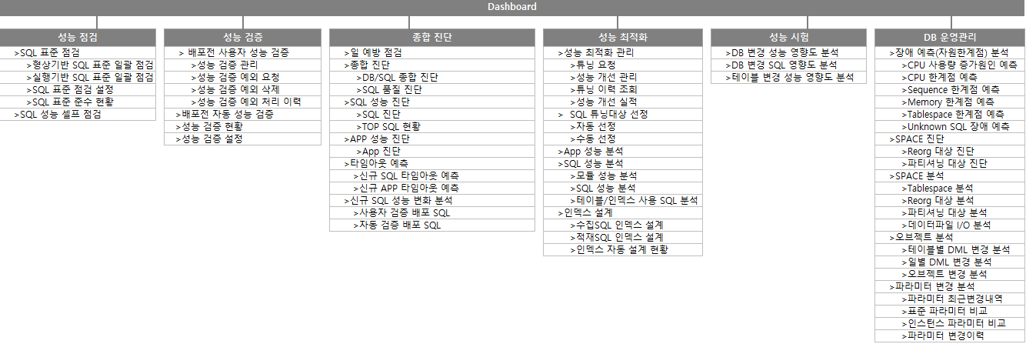 Dashboard
성능 점검
>SQL 표준 점검
>형상기반 SQL 표준 일괄 점검
>실행기반 SQL 표준 일괄 점검
>SQL 표준 점검 설정
>SQL 표준 준수 현황
>SQL 성능 셀프 점검
성능 검증
> 배포전 사용자 성능 검증
>성능 검증 관리
>성능 검증 예외 요청
>성능 검증 예외 삭제
>성능 검증 예외 처리 이력
>배포전 자동 성능 검증
>성능 검증 현황
>성능 검증 설정
종합 진단
>일 예방 점검
>종합 진단
>DB/SQL 종합 진단
>SQL 품질 진단
>SQL 성능 진단
>SQL 진단
>TOP SQL 현황
>APP 성능 진단
>App 진단
>타임아웃 예측
>신규 SQL 타임아웃 예측
>신규 APP 타임아웃 예측
>신규 SQL 성능 변화 분석
>사용자 검증 배포 SQL
>자동 검증 배포 SQL
성능 최적화
>성능 최적화 관리
>튜닝 요청
>성능 개선 관리
>튜닝 이력 조회
>성능 개선 실적
> SQL 튜닝대상 선정
>자동 선정
>수동 선정
>App 성능 분석
>SQL 성능 분석
>모듈 성능 분석
>SQL 성능 분석
>테이블/인덱스 사용 SQL 분석
>인덱스 설계
>수집SQL 인덱스 설계
>적재SQL 인덱스 설계
>인덱스 자동 설계 현황
성능 시험
>DB 변경 성능 영향도 분석
>DB 변경 SQL 영향도 분석
>테이블 변경 성능 영향도 분석
DB 운영관리
>장애 예측(자원한계점) 분석
>CPU 사용량 증가원인 예측
>CPU 한계점 예측
>Sequence 한계점 예측
>Memory 한계점 예측
>Tablespace 한계점 예측
>Unknown SQL 장애 예측
>SPACE 진단
>Reorg 대상 진단
>파티셔닝 대상 진단
>SPACE 분석
>Tablespace 분석
>Reorg 대상 분석
>파티셔닝 대상 분석
>데이터파일 I/O 분석
>오브젝트 분석
>테이블별 DML 변경 분석
>일별 DML 변경 분석
>오브젝트 변경 분석
>파라미터 변경 분석
>파라미터 최근변경내역
>표준 파라미터 비교
>인스턴스 파라미터 비교
>파라미터 변경이력